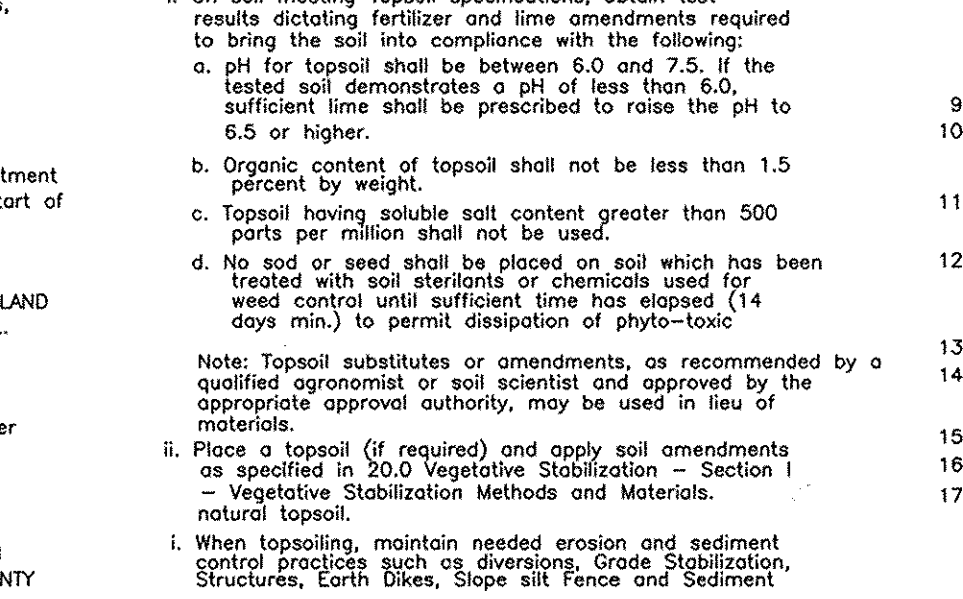 s,
results dictating fertilizer and lime amendments required
to bring the soil into compliance with the following:
a. pH for topsoil shall be between 6.0 and 7.5. If the
tested soil demonstrates a pH of less than 6.0,
sufficient lime shall be prescribed to raise the pH to
6.5 or higher.
b. Organic content of topsoil shall not be less than 1.5
percent by weight.
c. Topsoil having soluble salt content greater than 500
parts per million shall not be used.
d. No sod or seed shall be placed on soil which has been
treated with soil sterilants or chemicals used for
weed control until sufficient time has elapsed (14
days min.) to permit dissipation of phyto-toxic
Note: Topsoil substitutes or amendments, as recommended by a
qualified agronomist or soil scientist and approved by the
appropriate approval authority, may be used in lieu of
materials.
ii. Place a topsoil (if required) and apply soil amendments
as specified in 20.0 Vegetative Stabilization - Section I
- Vegetative Stabilization Methods and Materials.
natural topsoil.
i. When topsoiling, maintain needed erosion and sediment
control practices such as diversions, Grade Stabilization,
Structures, Earth Dikes, Slope silt Fence and Sediment
tment
tart of
LAND
er
NTY
9
10
11
12
13
14
15
16
17